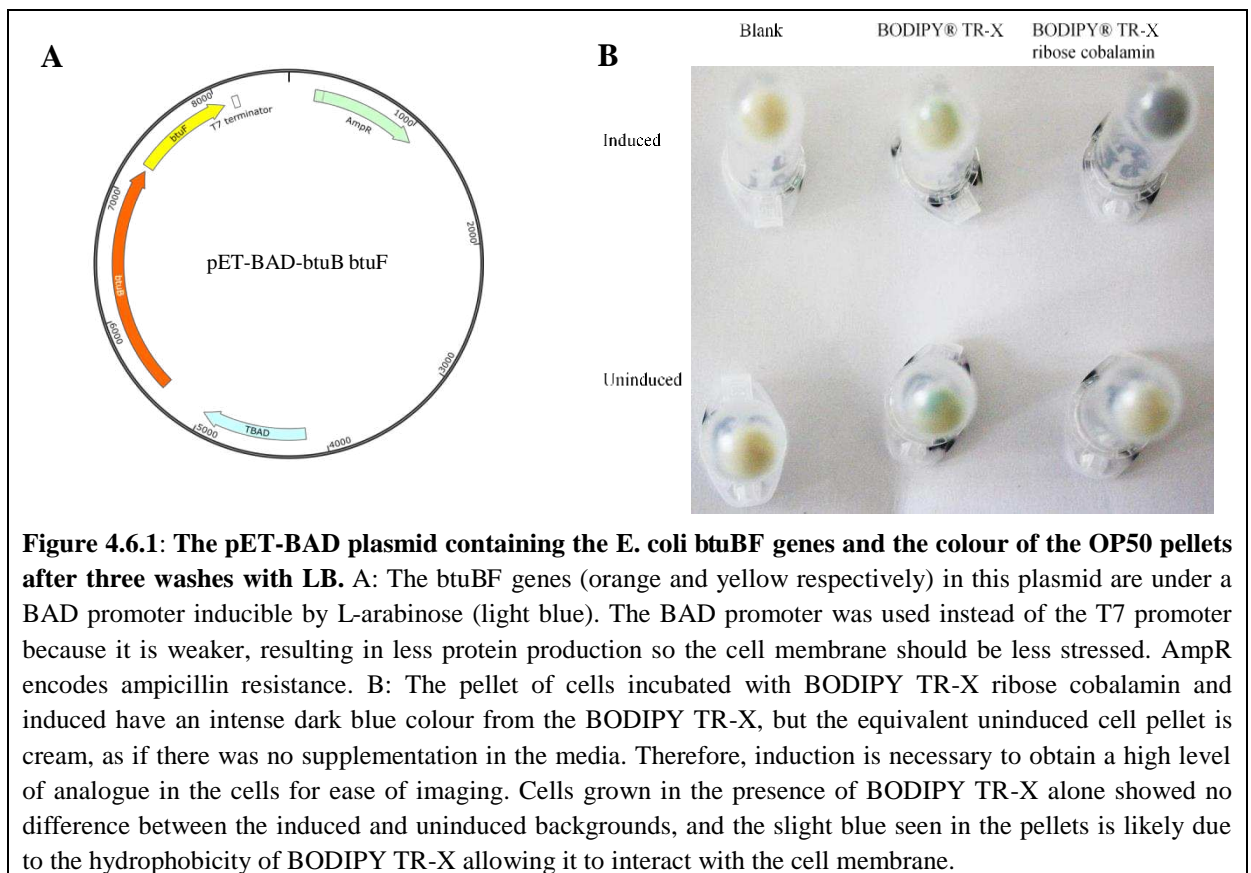 A
8000
T7 terminator
btuF
AmpR
1000
7000
2000
pET-BAD-btuB btuF
btuB
6000
3000
5000
TBAD
4000
B
Blank
BODIPY® TR-X
BODIPY® TR-X
ribose cobalamin
Induced
Uninduced
Figure 4.6.1: The pET-BAD plasmid containing the E. coli btuBF genes and the colour of the OP50 pellets
after three washes with LB. A: The btuBF genes (orange and yellow respectively) in this plasmid are under a
BAD promoter inducible by L-arabinose (light blue). The BAD promoter was used instead of the T7 promoter
because it is weaker, resulting in less protein production so the cell membrane should be less stressed. AmpR
encodes ampicillin resistance. B: The pellet of cells incubated with BODIPY TR-X ribose cobalamin and
induced have an intense dark blue colour from the BODIPY TR-X, but the equivalent uninduced cell pellet is
cream, as if there was no supplementation in the media. Therefore, induction is necessary to obtain a high level
of analogue in the cells for ease of imaging. Cells grown in the presence of BODIPY TR-X alone showed no
difference between the induced and uninduced backgrounds, and the slight blue seen in the pellets is likely due
to the hydrophobicity of BODIPY TR-X allowing it to interact with the cell membrane.